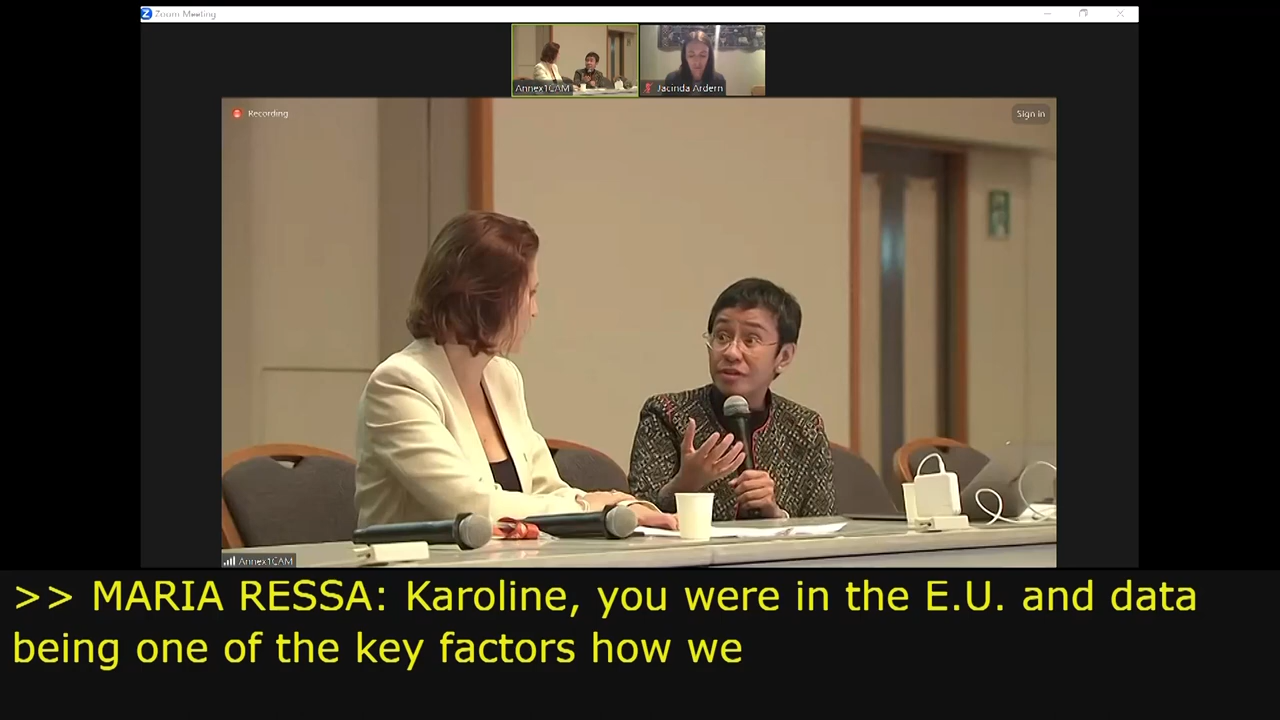 Zoom Meeting
Annex1CAM
Jacinda Ardern
Recording
Sign in
Annex1CAM
>> MARIA RESSA: Karoline, you were in the E.U. and data
being one of the key factors how we